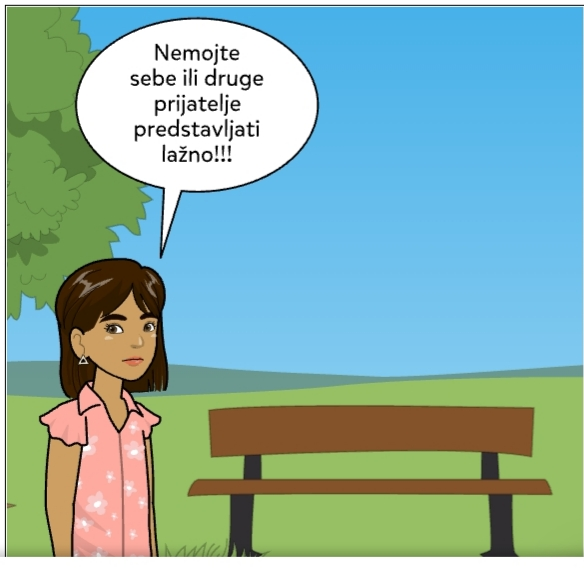 Nemojte
sebe ili druge
prijatelje
predstavljati
lažno!!!